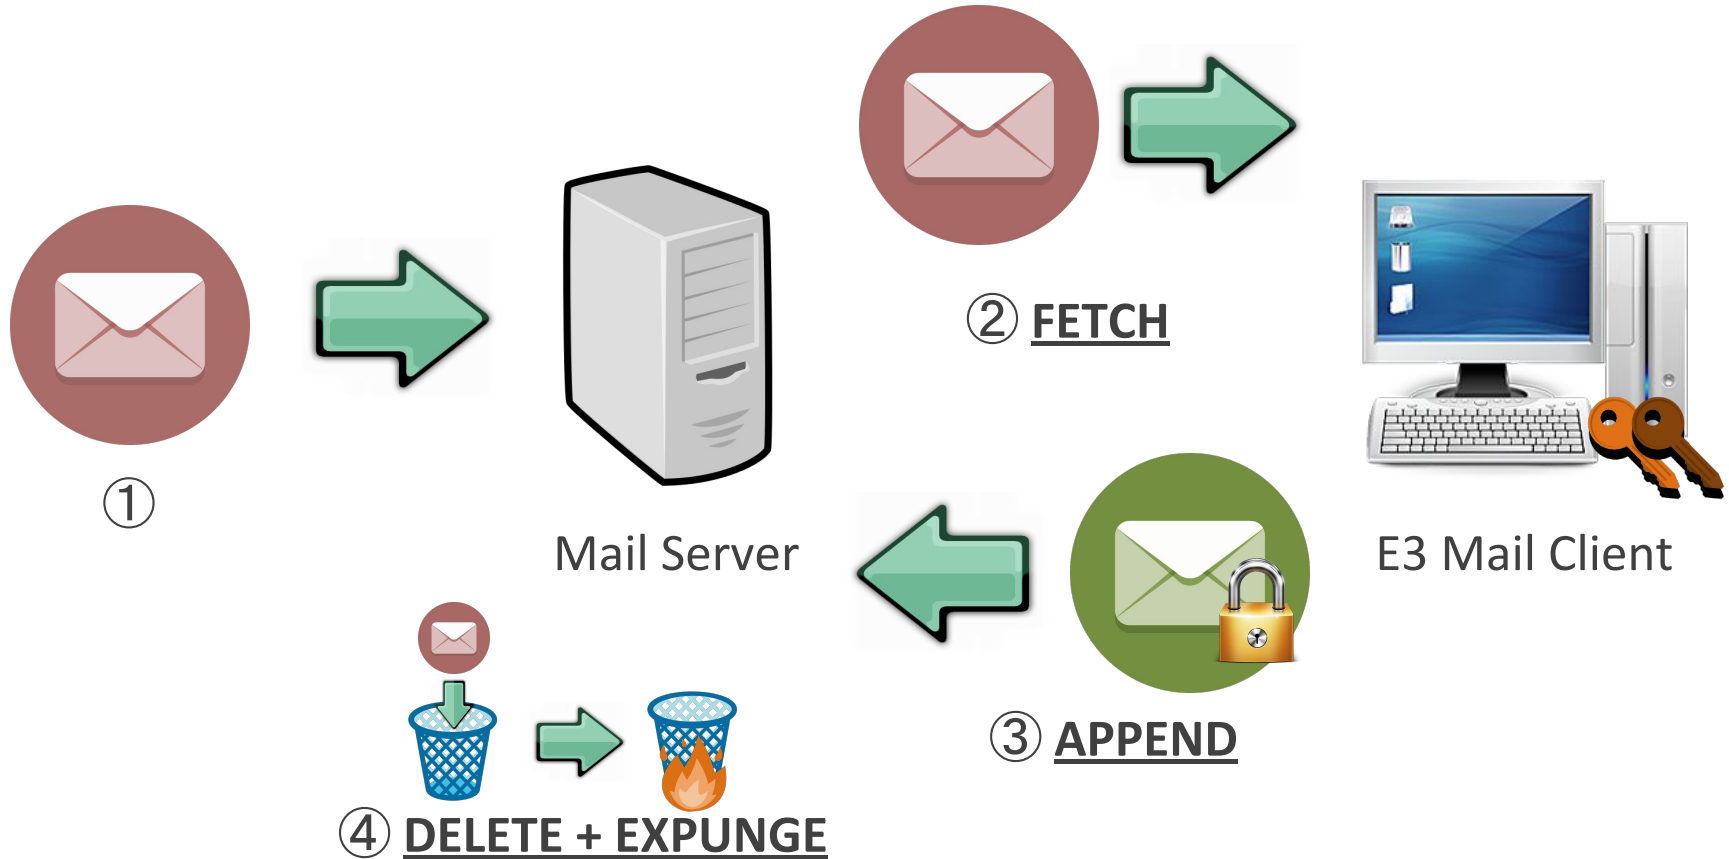 ①
Mail Server
② FETCH
E3 Mail Client
③ APPEND
④ DELETE + EXPUNGE